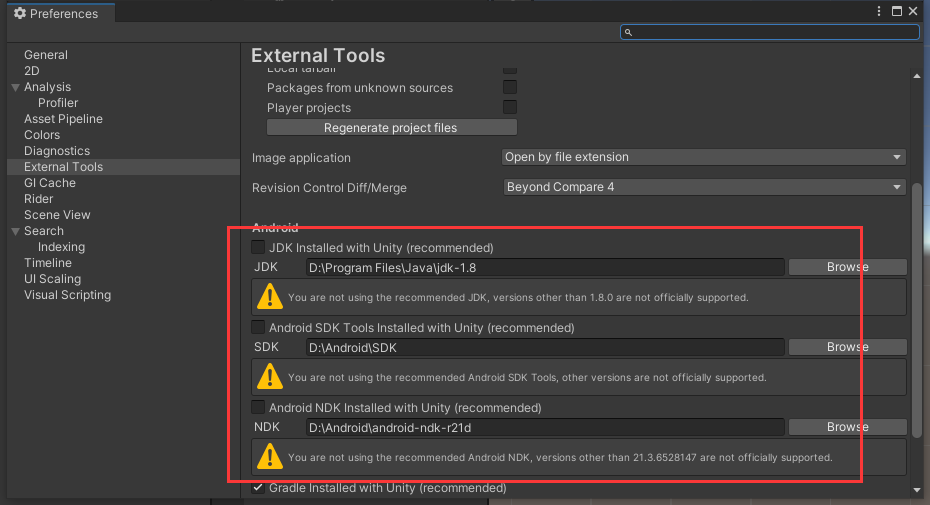 Preferences
General
2D
Analysis
Profiler
Asset Pipeline
Colors
Diagnostics
External Tools
GI Cache
Rider
Scene View
Search
Indexing
Timeline
UI Scaling
Visual Scripting
External Tools
Local tarball
Packages from unknown sources
Player projects
Regenerate project files
Image application
Open by file extension
Revision Control Diff/Merge
Beyond Compare 4
Android
JDK Installed with Unity (recommended)
JDK
D:\Program Files\Java\jdk-1.8
Browse
You are not using the recommended JDK, versions other than 1.8.0 are not officially supported.
Android SDK Tools Installed with Unity (recommended)
SDK
D:\Android\SDK
Browse
You are not using the recommended Android SDK Tools, other versions are not officially supported.
Android NDK Installed with Unity (recommended)
NDK
D:\Android\android-ndk-r21d
Browse
You are not using the recommended Android NDK, versions other than 21.3.6528147 are not officially supported.
Gradle Installed with Unity (recommended)